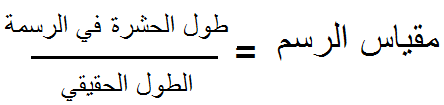 طول الحشرة في الرسمة
مقياس الرسم =
الطول الحقيقي